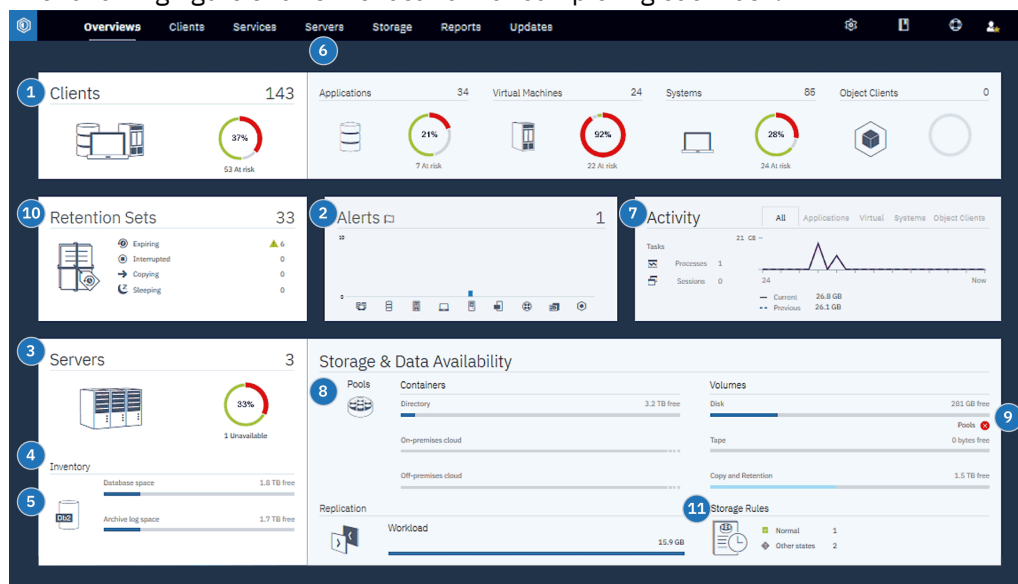 Overviews Clients Services Servers Storage Reports Updates
6
1 Clients 143
37%
53 At risk
Applications 34
21%
7 At risk
Virtual Machines 24
92%
22 At risk
Systems 85
28%
24 At risk
Object Clients 0
10 Retention Sets 33
Expiring 6
Interrupted 0
Copying 0
Sleeping 0
2 Alerts 1
10
0
7 Activity
All Applications Virtual Systems Object Clients
Tasks
Processes 1
Sessions 0
21 GB
24 Now
Current 26.8 GB
Previous 26.1 GB
3 Servers 3
33%
1 Unavailable
4
Inventory
Database space 1.8 TB free
5
Db2
Archive log space 1.7 TB free
Storage & Data Availability
8
Pools
Containers
Directory 3.2 TB free
On-premises cloud
Off-premises cloud
Volumes
Disk 281 GB free
Pools
9
Tape 0 bytes free
Copy and Retention 1.5 TB free
Replication
Workload
15.9 GB
11 Storage Rules
Normal 1
Other states 2